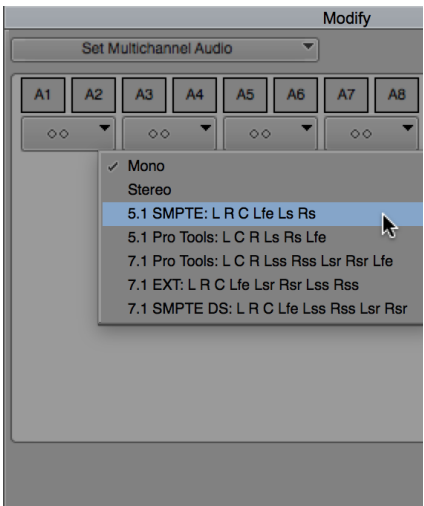 Modify
Set Multichannel Audio
A1 A2 A3 A4 A5 A6 A7 A8
✓ Mono
Stereo
5.1 SMPTE: L R C Lfe Ls Rs
5.1 Pro Tools: L C R Ls Rs Lfe
7.1 Pro Tools: L C R Lss Rss Lsr Rsr Lfe
7.1 EXT: L R C Lfe Lsr Rsr Lss Rss
7.1 SMPTE DS: L R C Lfe Lss Rss Lsr Rsr